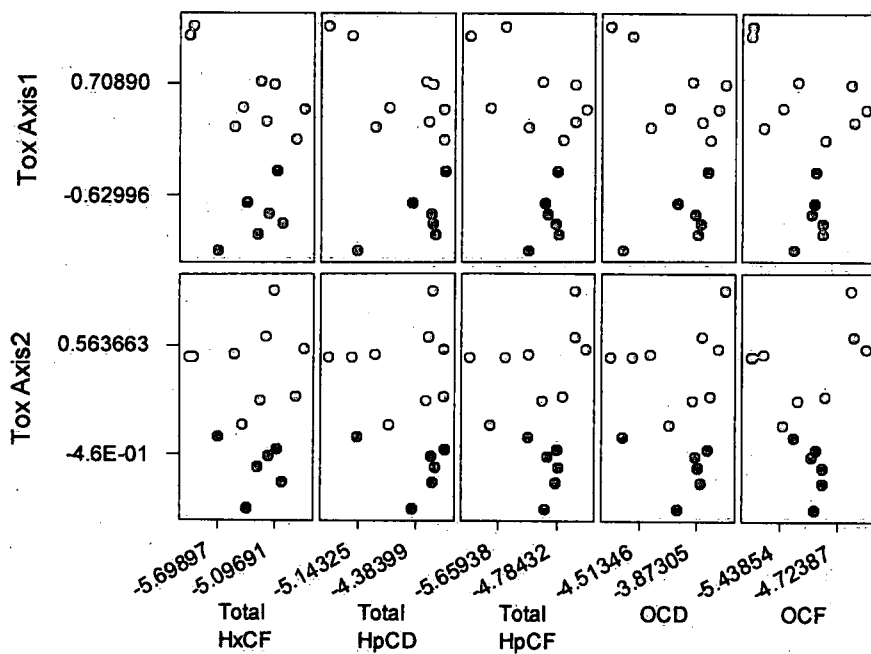 Tox Axis1
0.70890
-0.62996
Tox Axis2
0.563663
-4.6E-01
-5.69897
-5.09691
-5.14325
-4.38399
-5.65938
-4.78432
-4.51346
-3.87305
-5.43854
-4.72387
Total
HxCF
Total
HpCD
Total
HpCF
OCD
OCF